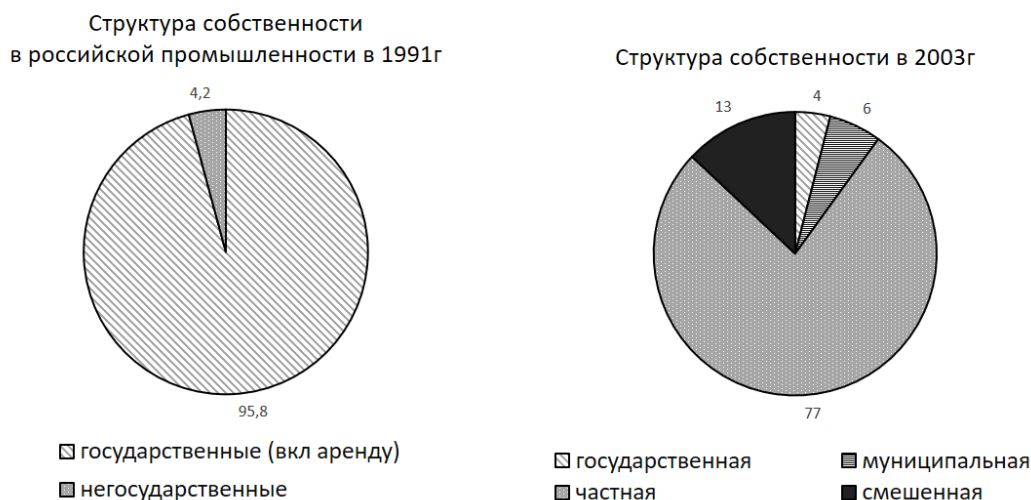 Структура собственности
в российской промышленности в 1991г
4,2
95,8
государственные (вкл аренду)
негосударственные
Структура собственности в 2003г
4
6
13
77
государственная
муниципальная
частная
смешенная